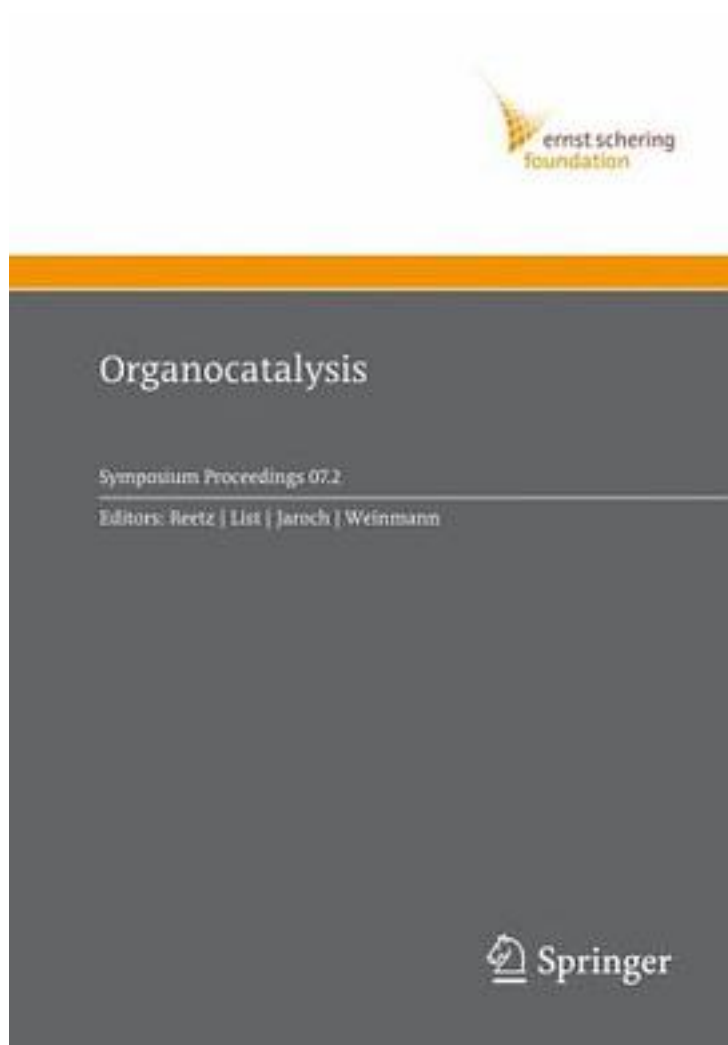 ernst schering
foundation
Organocatalysis
Symposium Proceedings 07.2
Editors: Reetz | List | Jaroch | Weinmann
Springer